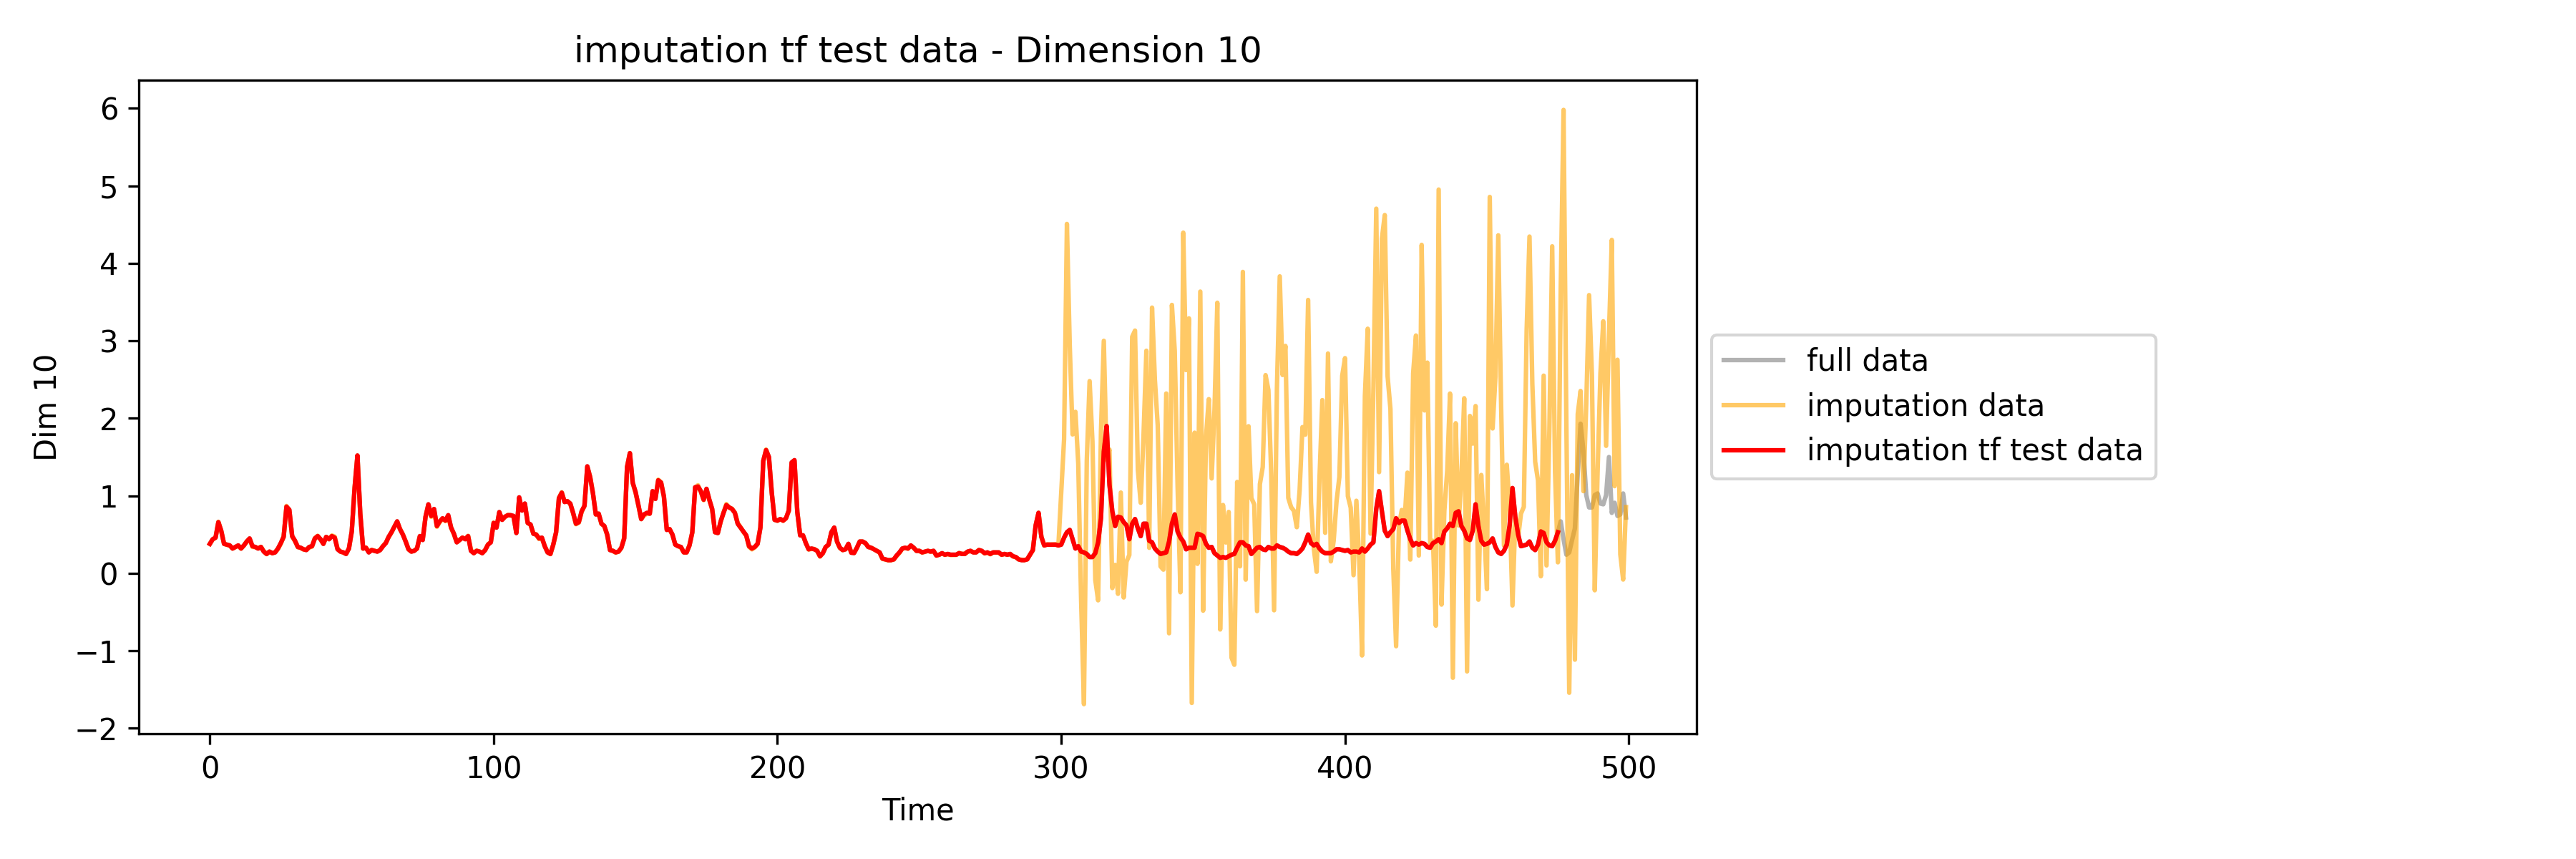 imputation tf test data - Dimension 10
6
5
4
3
2
1
0
−1
−2
Dim 10
0 100 200 300 400 500
Time
full data
imputation data
imputation tf test data